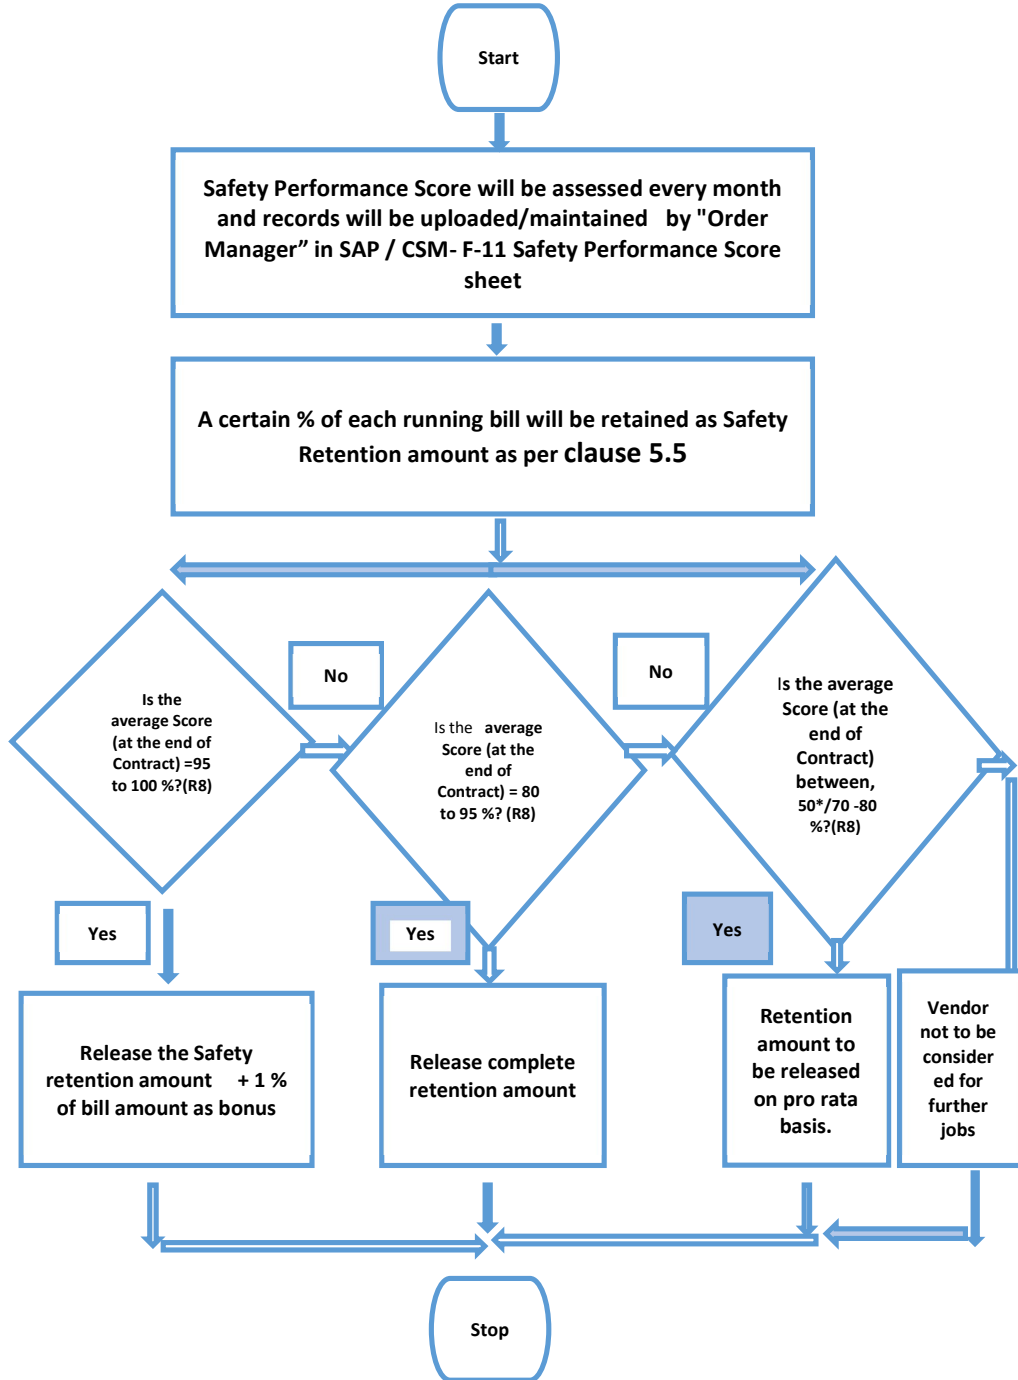 Start
Safety Performance Score will be assessed every month
and records will be uploaded/maintained by "Order
Manager” in SAP / CSM- F-11 Safety Performance Score
sheet
A certain % of each running bill will be retained as Safety
Retention amount as per clause 5.5
No
No
Is the
average Score
(at the end of
Contract) =95
to 100 %?(R8)
Is the average
Score (at the
end of
Contract) = 80
to 95 %? (R8)
Is the average
Score (at the
end of
Contract)
between,
50*/70 -80
%?(R8)
Yes
Yes
Yes
Release the Safety
retention amount + 1 %
of bill amount as bonus
Release complete
retention amount
Retention
amount to
be released
on pro rata
basis.
Vendor
not to be
consider
ed for
further
jobs
Stop